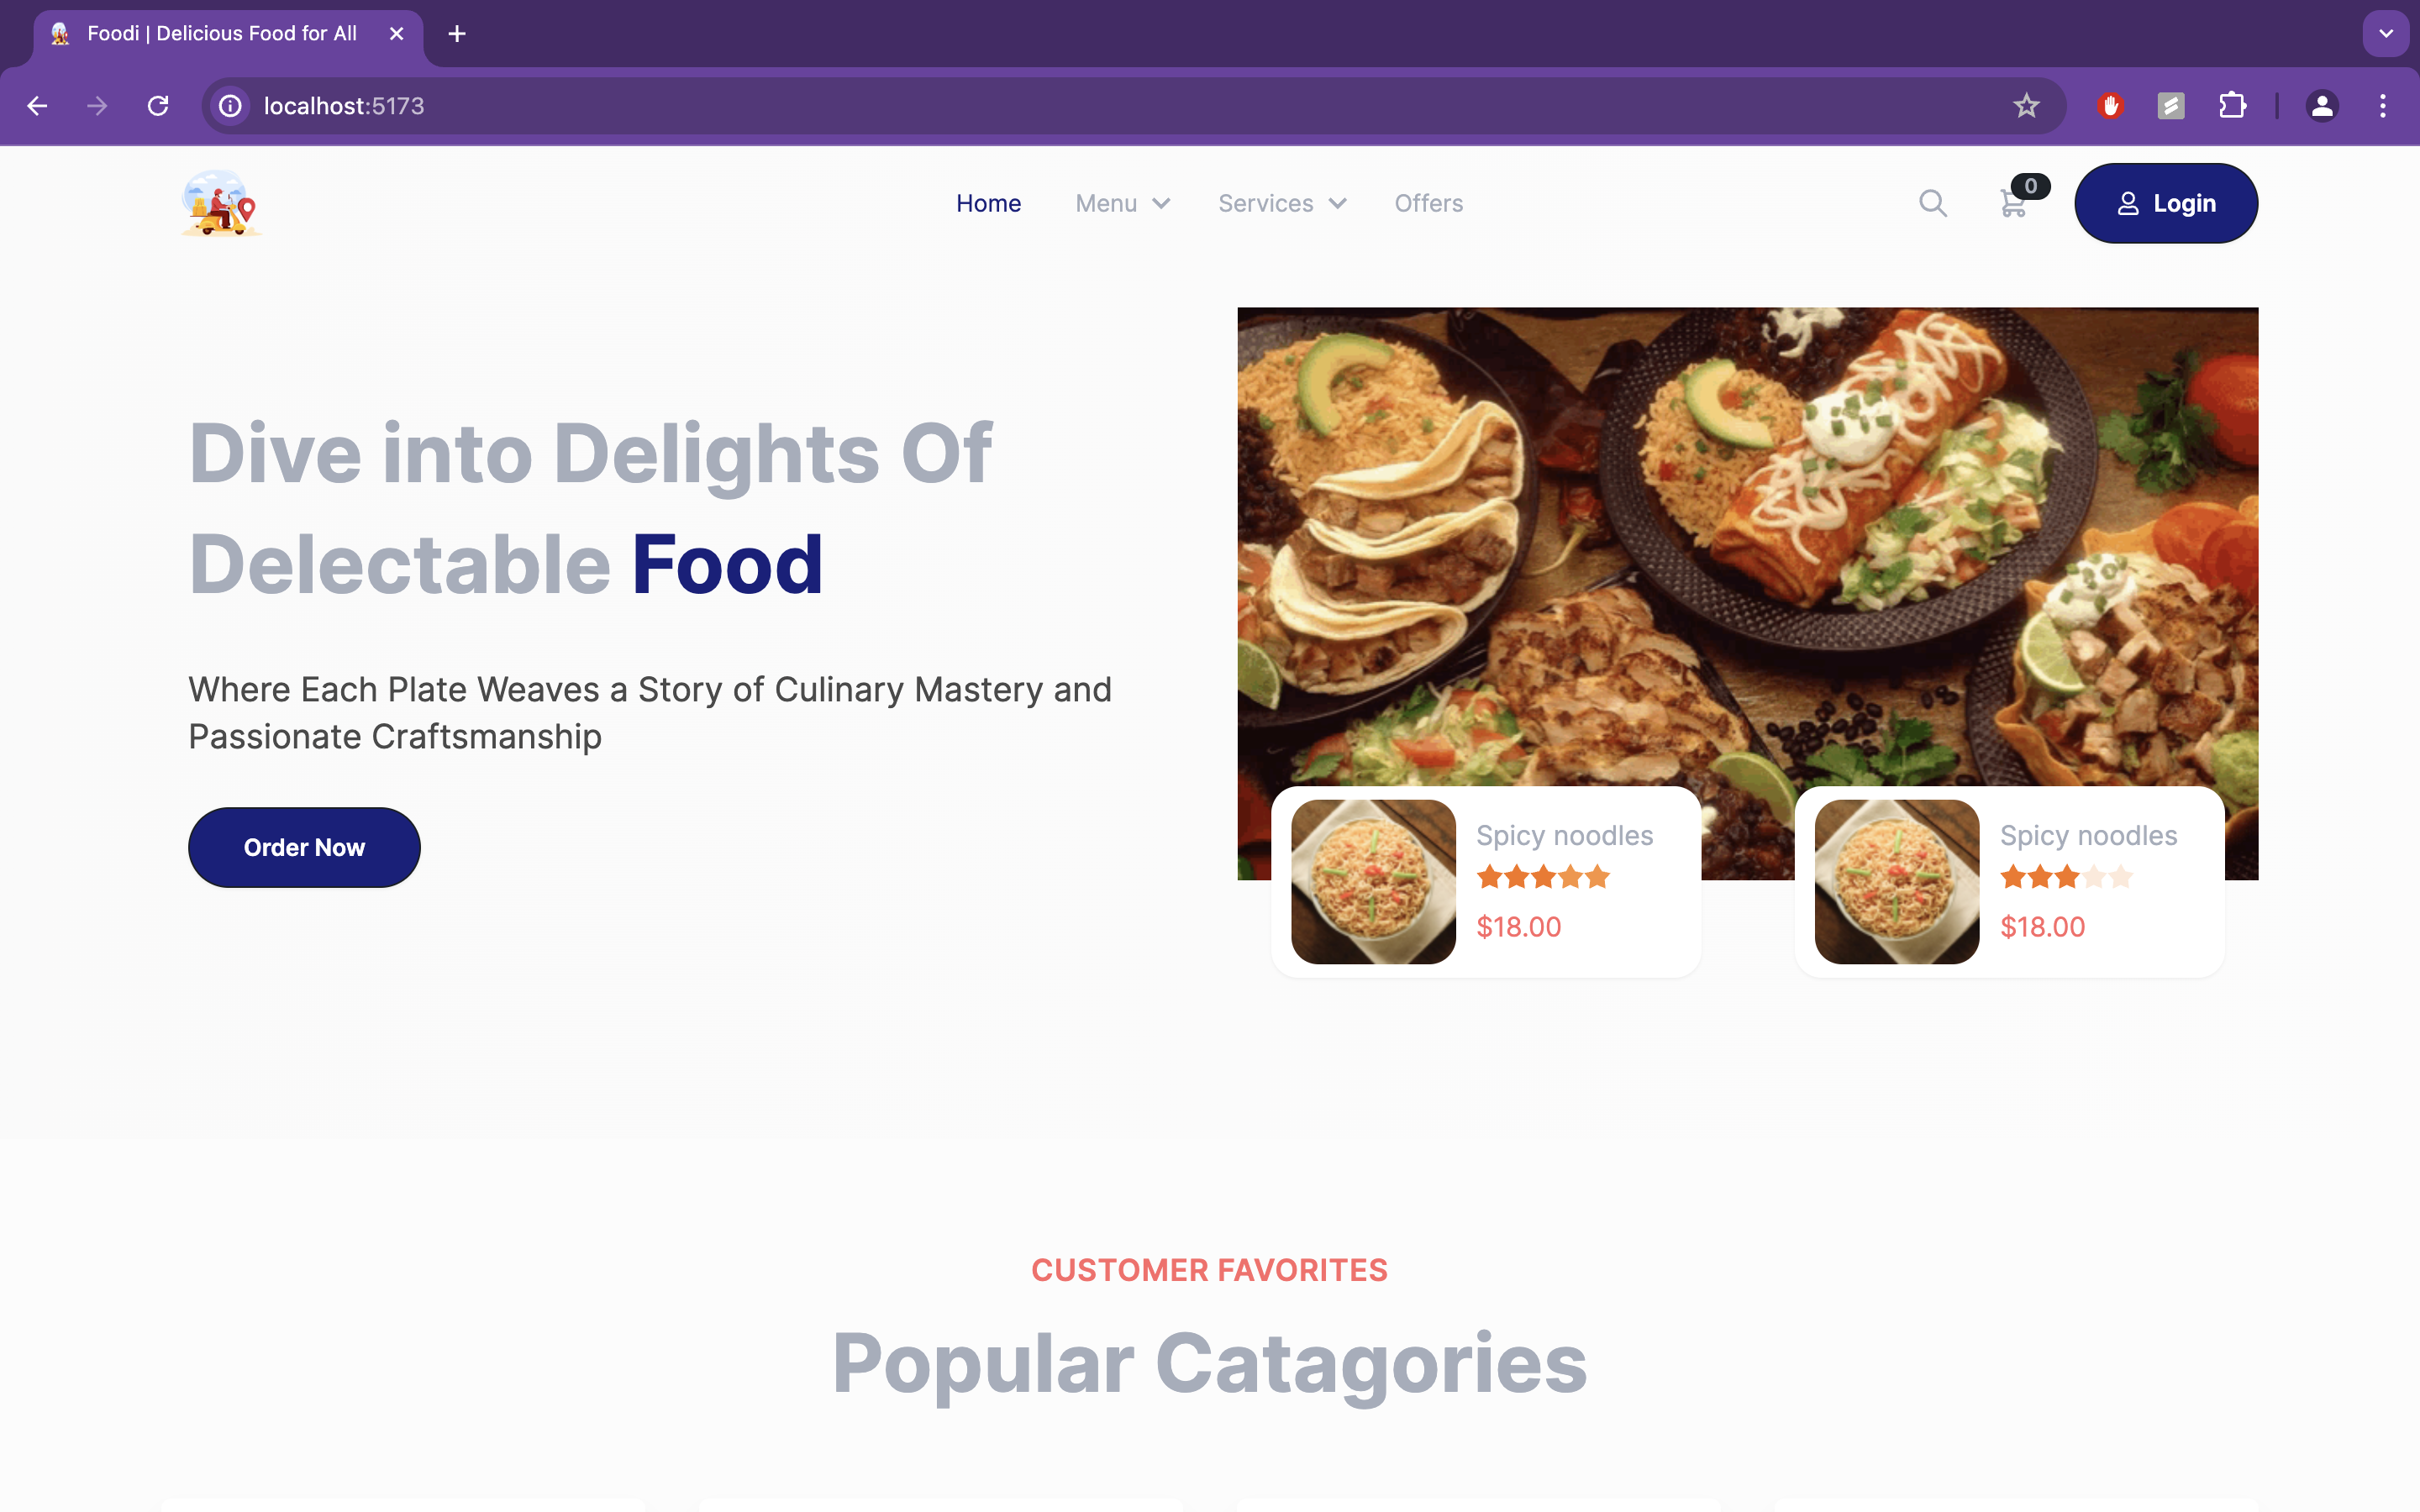 Foodi | Delicious Food for All
localhost:5173
Home Menu Services Offers 0 Login
Dive into Delights Of
Delectable Food
Where Each Plate Weaves a Story of Culinary Mastery and
Passionate Craftsmanship
Order Now
Spicy noodles
$18.00
Spicy noodles
$18.00
CUSTOMER FAVORITES
Popular Catagories